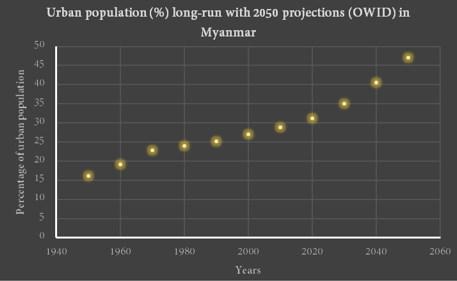 Urban population (%) long-run with 2050 projections (OWID) in
Myanmar
50
45
40
35
30
25
20
15
10
5
0
Percentage of urban population
1940 1960 1980 2000 2020 2040 2060
Years